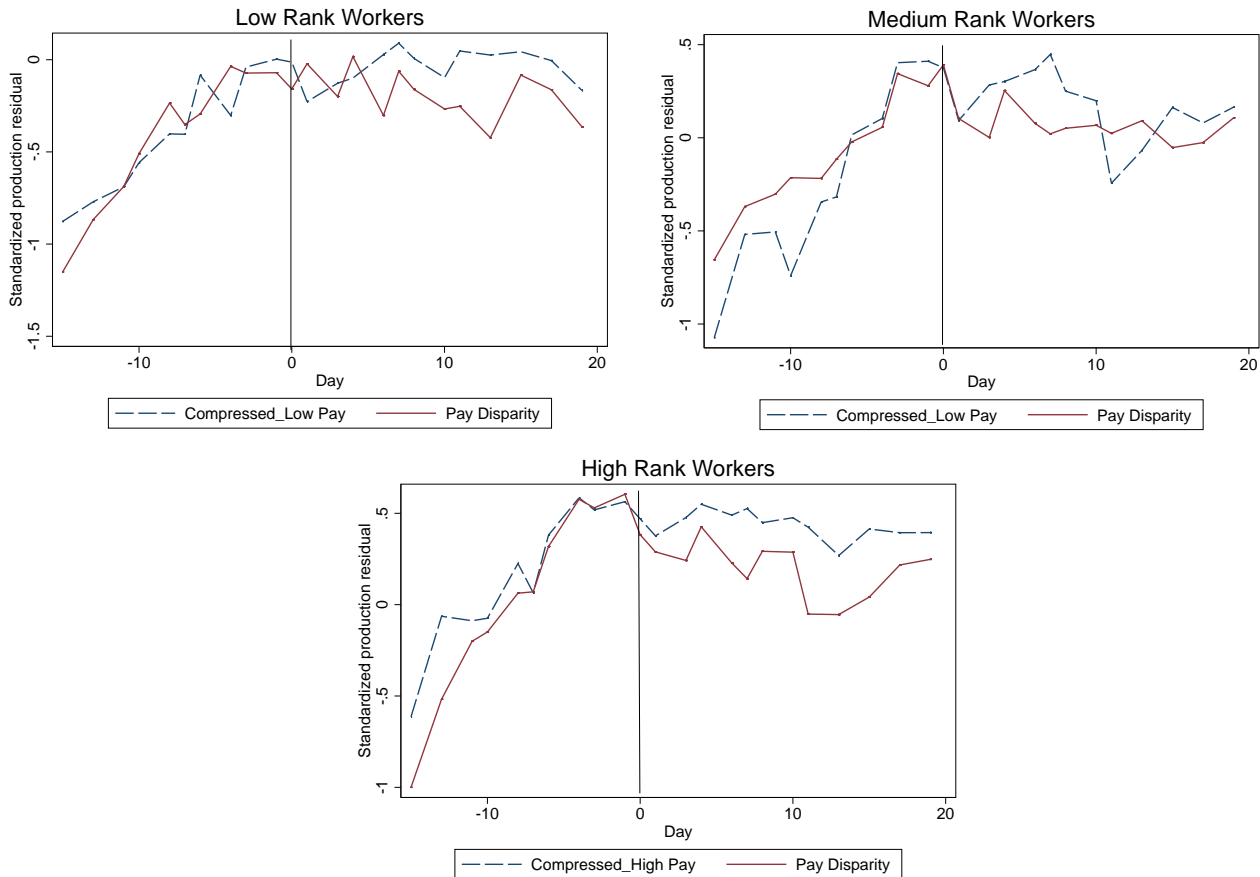 Low Rank Workers
Standardized production residual
0
-.5
-1
-1.5
-10 0 10 20
Day
Compressed_Low Pay Pay Disparity
Medium Rank Workers
Standardized production residual
.5
0
-.5
-1
-10 0 10 20
Day
Compressed_Low Pay Pay Disparity
High Rank Workers
Standardized production residual
.5
0
-.5
-1
-10 0 10 20
Day
Compressed_High Pay Pay Disparity